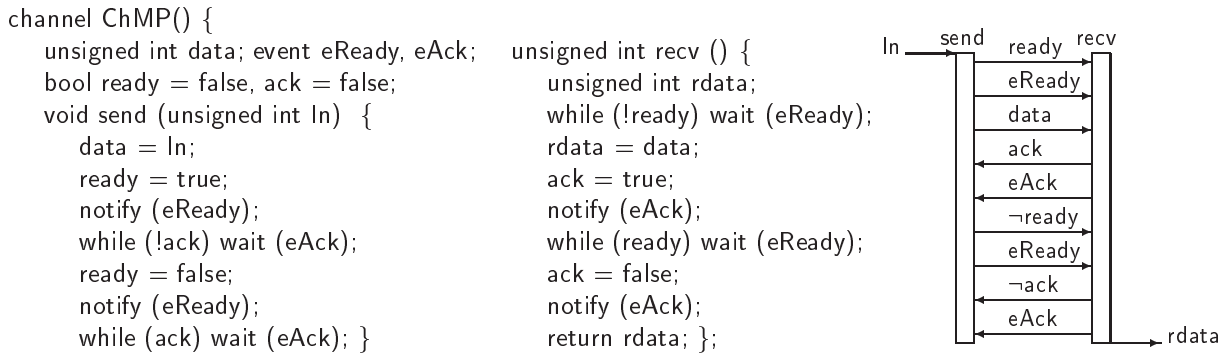 channel ChMP() {
unsigned int data; event eReady, eAck;
bool ready = false, ack = false;
void send (unsigned int In) {
data = In;
ready = true;
notify (eReady);
while (!ack) wait (eAck);
ready = false;
notify (eReady);
while (ack) wait (eAck); }
unsigned int recv () {
unsigned int rdata;
while (!ready) wait (eReady);
rdata = data;
ack = true;
notify (eAck);
while (ready) wait (eReady);
ack = false;
notify (eAck);
return rdata; };
In
send
recv
ready
eReady
data
ack
eAck
¬ready
eReady
¬ack
eAck
rdata